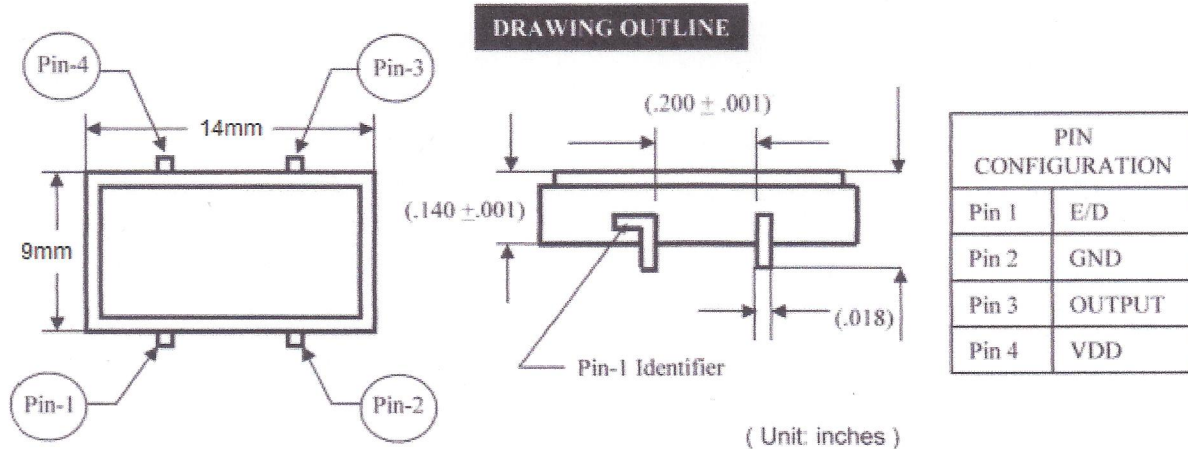 DRAWING OUTLINE
Pin-4
Pin-3
14mm
9mm
Pin-1
Pin-2
(.200 ± .001)
(.140 ±.001)
(.018)
Pin-1 Identifier
( Unit: inches )
PIN
CONFIGURATION
Pin 1 E/D
Pin 2 GND
Pin 3 OUTPUT
Pin 4 VDD